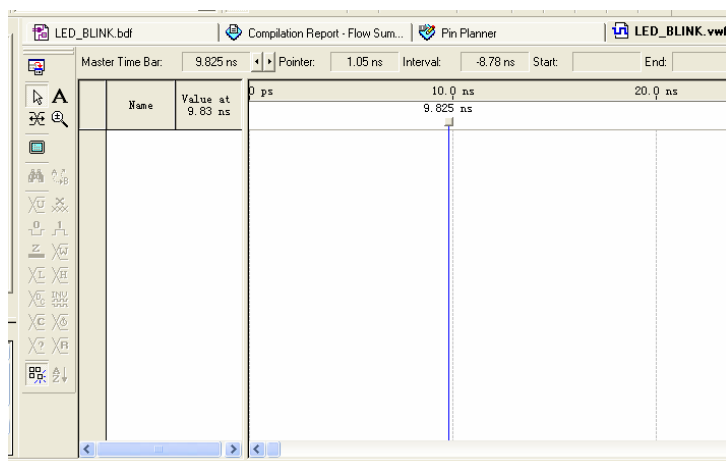 LED_BLINK.bdf
Compilation Report - Flow Sum...
Pin Planner
LED_BLINK.vwf
Master Time Bar: 9.825 ns Pointer: 1.05 ns Interval: -8.78 ns Start: End:
A
Name
Value at
9.83 ns
0 ps 10.0 ns 20.0 ns
9.825 ns